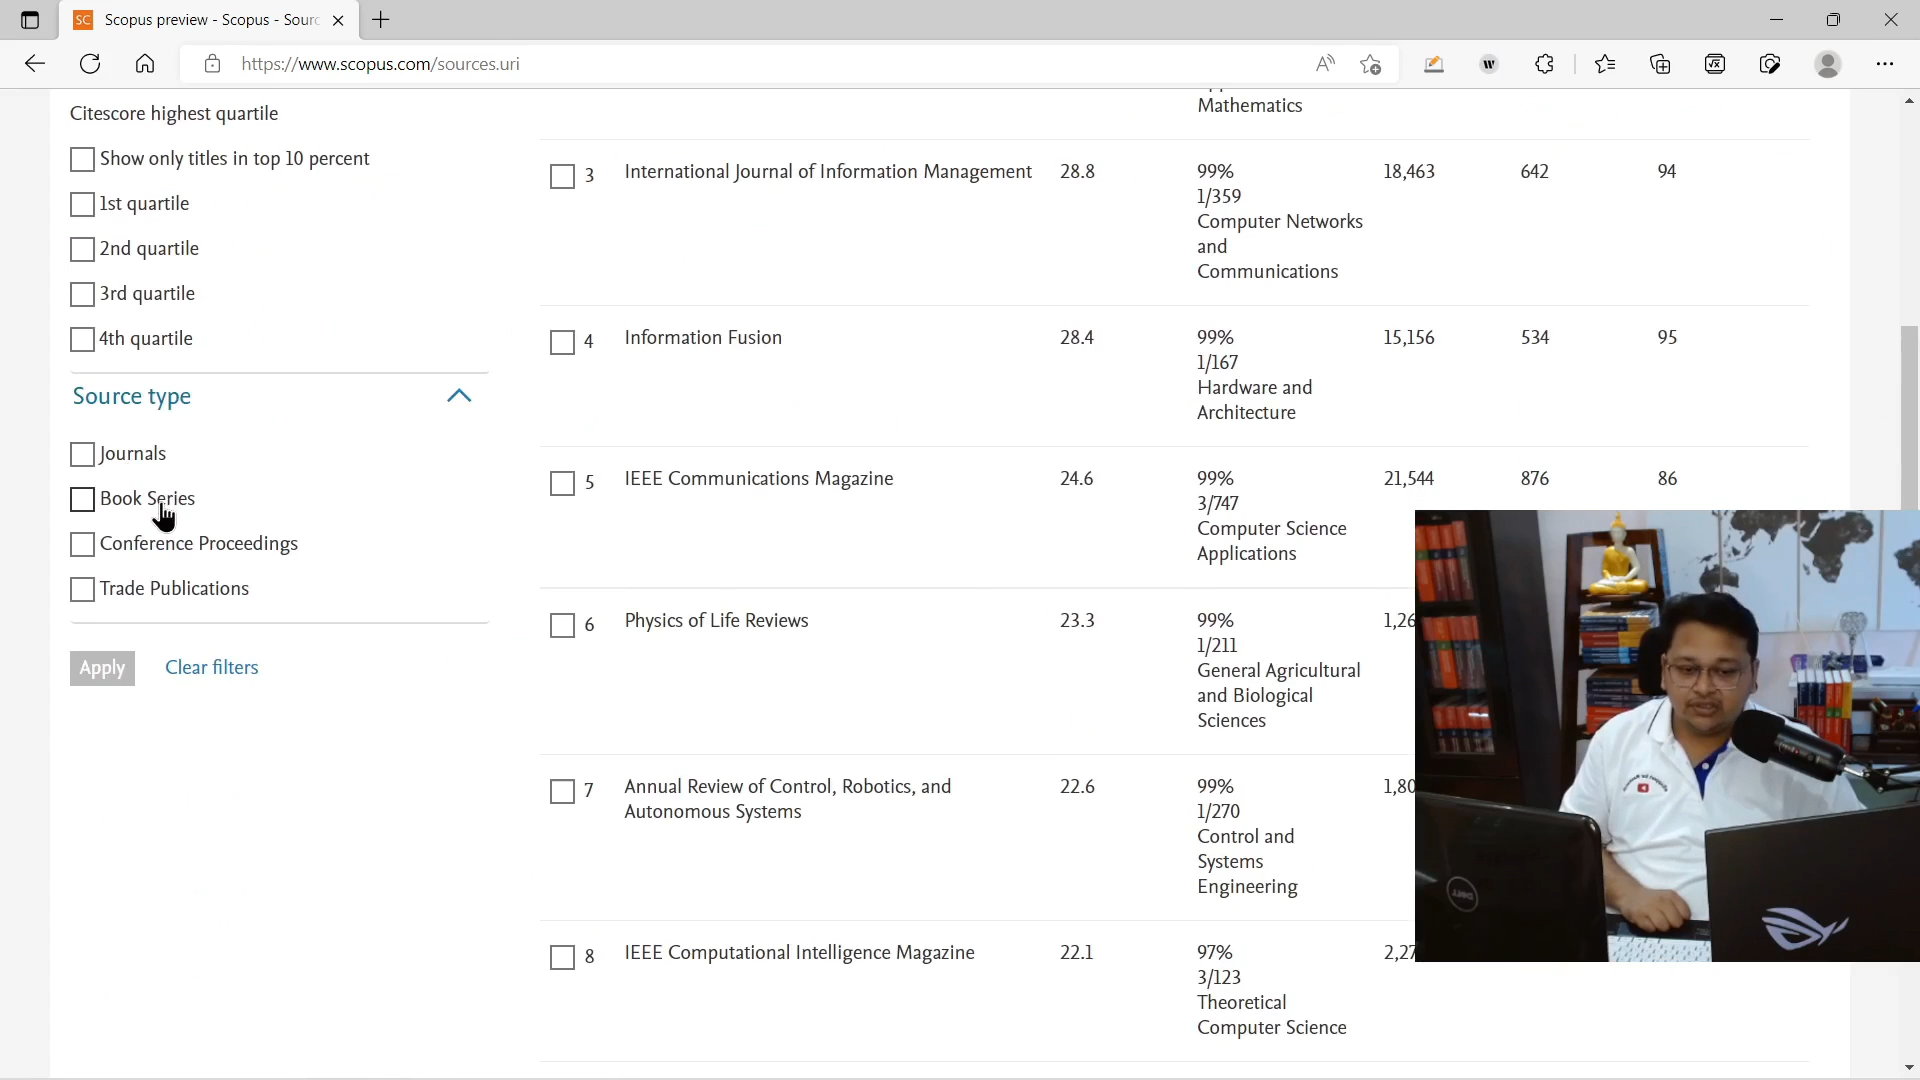 Scopus preview - Scopus - Sourc
https://www.scopus.com/sources.uri
Citescore highest quartile
Show only titles in top 10 percent
1st quartile
2nd quartile
3rd quartile
4th quartile
Source type
Journals
Book Series
Conference Proceedings
Trade Publications
Apply Clear filters
Mathematics
3 International Journal of Information Management 28.8 99% 18,463 642 94
1/359
Computer Networks
and
Communications
4 Information Fusion 28.4 99% 15,156 534 95
1/167
Hardware and
Architecture
5 IEEE Communications Magazine 24.6 99% 21,544 876 86
3/747
Computer Science
Applications
6 Physics of Life Reviews 23.3 99% 1,26
1/211
General Agricultural
and Biological
Sciences
7 Annual Review of Control, Robotics, and 22.6 99% 1,80
Autonomous Systems 1/270
Control and
Systems
Engineering
8 IEEE Computational Intelligence Magazine 22.1 97% 2,27
3/123
Theoretical
Computer Science
DELL